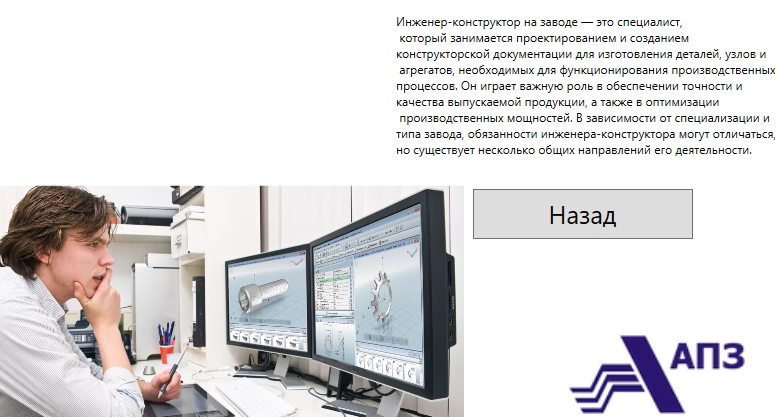 Инженер-конструктор на заводе — это специалист,
который занимается проектированием и созданием
конструкторской документации для изготовления деталей, узлов и
агрегатов, необходимых для функционирования производственных
процессов. Он играет важную роль в обеспечении точности и
качества выпускаемой продукции, а также в оптимизации
производственных мощностей. В зависимости от специализации и
типа завода, обязанности инженера-конструктора могут отличаться,
но существует несколько общих направлений его деятельности.
Назад
АПЗ